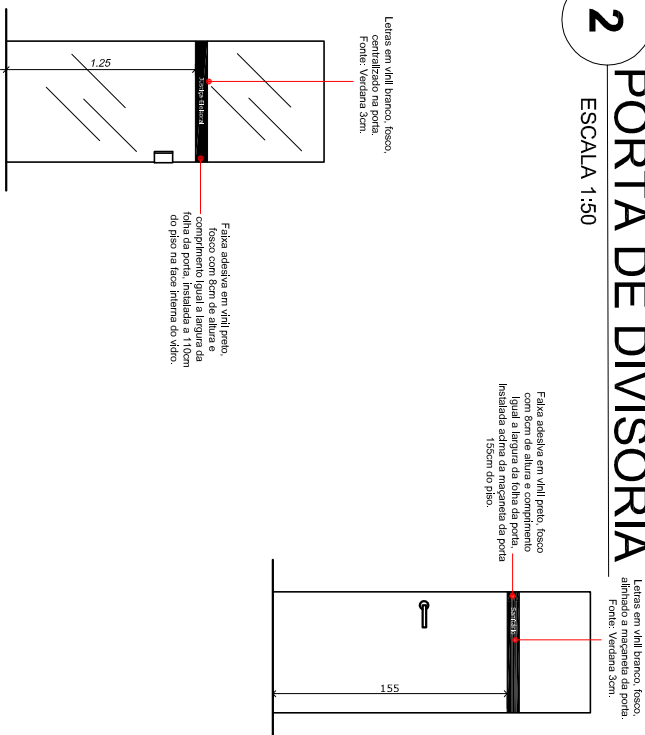 2
PORTA DE DIVISORIA
ESCALA 1:50
Letras em vinil branco, fosco,
alinhado a maçaneta da porta.
Fonte: Verdana 3cm.
Faixa adesiva em vinil preto, fosco
com 8cm de altura e comprimento
igual a largura da folha da porta,
Instalada acima da maçaneta da porta
155cm do piso.
Sanitário
155
Letras em vinil branco, fosco,
centralizado na porta.
Fonte: Verdana 3cm.
Justiça Eleitoral
1.25
Faixa adesiva em vinil preto,
fosco com 8cm de altura e
comprimento igual a largura da
folha da porta, instalada a 110cm
do piso na face interna do vidro.